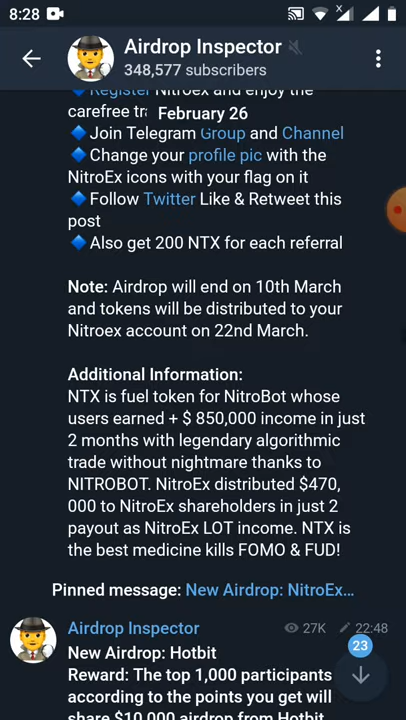 8:28
Airdrop Inspector
348,577 subscribers
Register Nitroex and enjoy the
carefree tr
February 26
🔷Join Telegram Group and Channel
🔷Change your profile pic with the
NitroEx icons with your flag on it
🔷Follow Twitter Like & Retweet this
post
🔷Also get 200 NTX for each referral
Note: Airdrop will end on 10th March
and tokens will be distributed to your
Nitroex account on 22nd March.
Additional Information:
NTX is fuel token for NitroBot whose
users earned + $ 850,000 income in just
2 months with legendary algorithmic
trade without nightmare thanks to
NITROBOT. NitroEx distributed $470,
000 to NitroEx shareholders in just 2
payout as NitroEx LOT income. NTX is
the best medicine kills FOMO & FUD!
Pinned message: New Airdrop: NitroEx…
Airdrop Inspector 27K 22:48
23
New Airdrop: Hotbit
Reward: The top 1,000 participants
according to the points you get will
share $10,000 airdrop from Hotbit